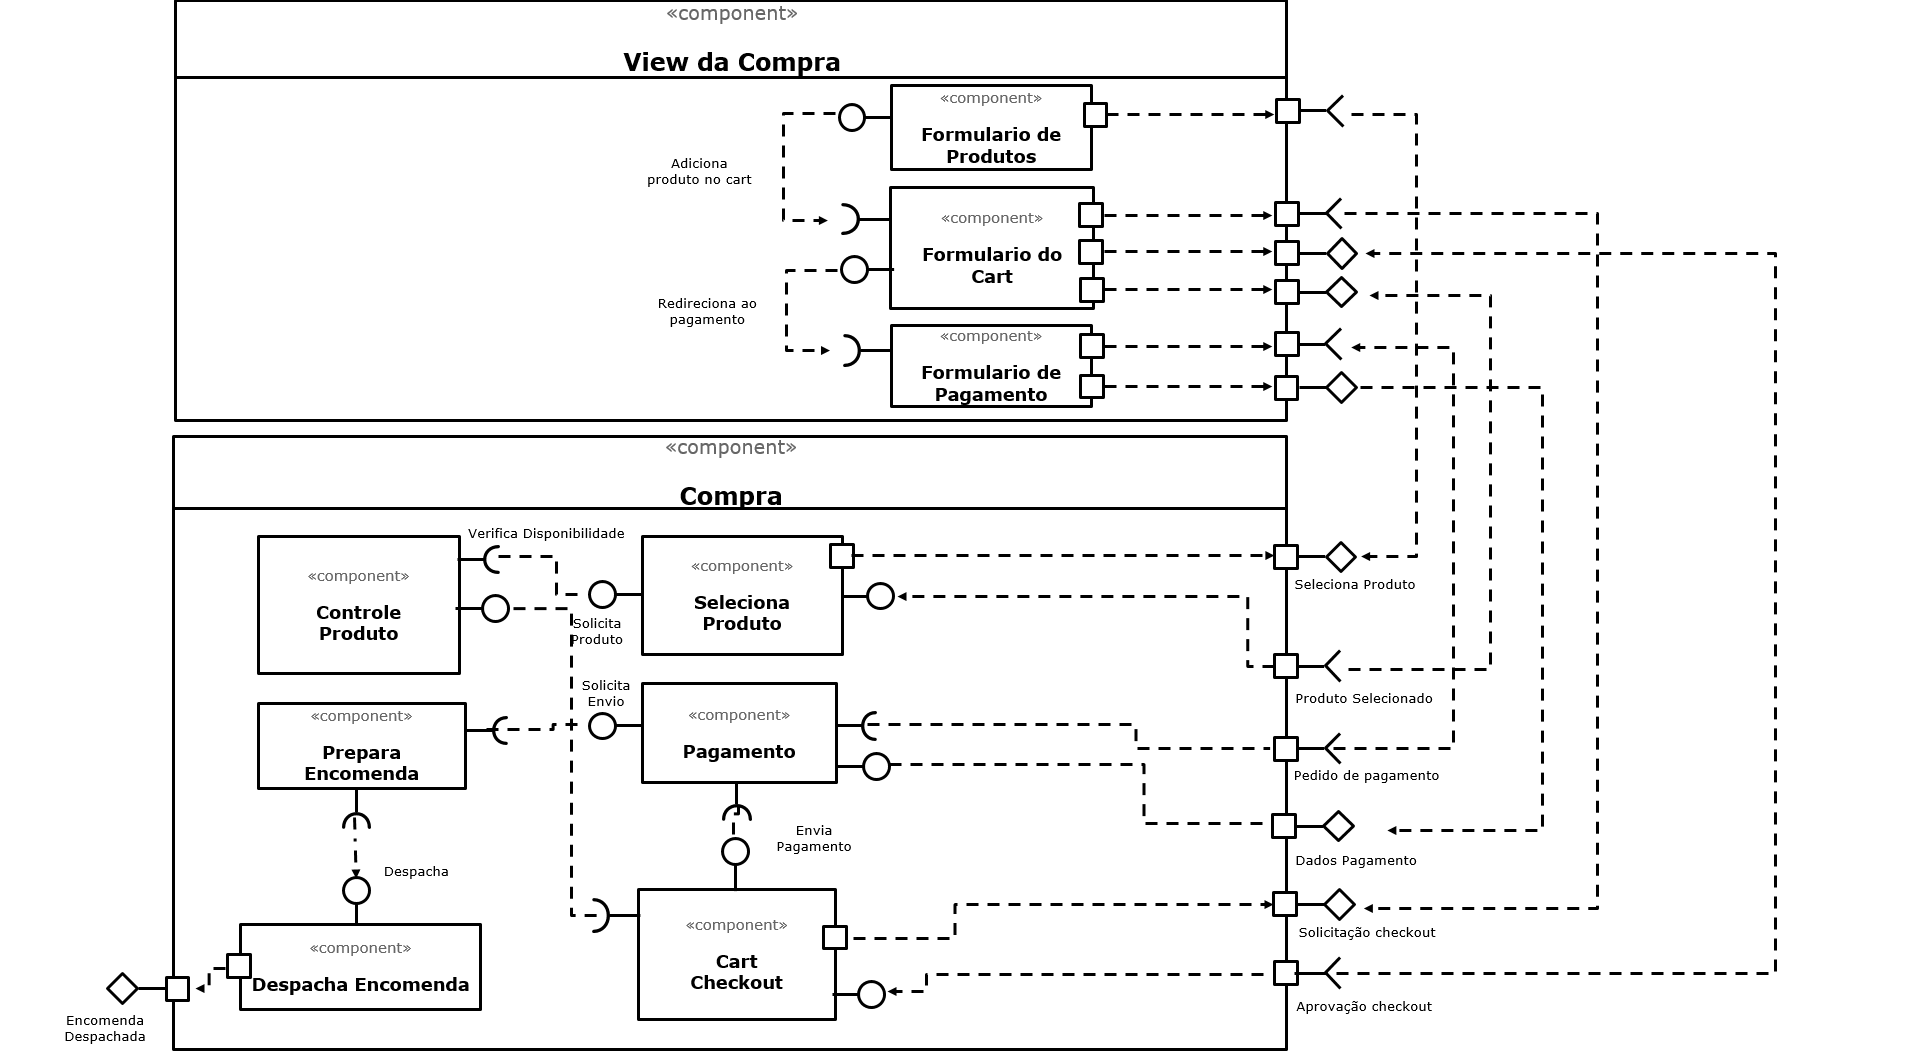 «component»
View da Compra
«component»
Formulario de
Produtos
Adiciona
produto no cart
«component»
Formulario do
Cart
Redireciona ao
pagamento
«component»
Formulario de
Pagamento
«component»
Compra
Verifica Disponibilidade
«component»
Controle
Produto
«component»
Seleciona
Produto
Solicita
Produto
Seleciona Produto
Produto Selecionado
Solicita
Envio
«component»
Prepara
Encomenda
«component»
Pagamento
Pedido de pagamento
Envia
Pagamento
Dados Pagamento
Despacha
«component»
Despacha Encomenda
«component»
Cart
Checkout
Solicitação checkout
Aprovação checkout
Encomenda
Despachada